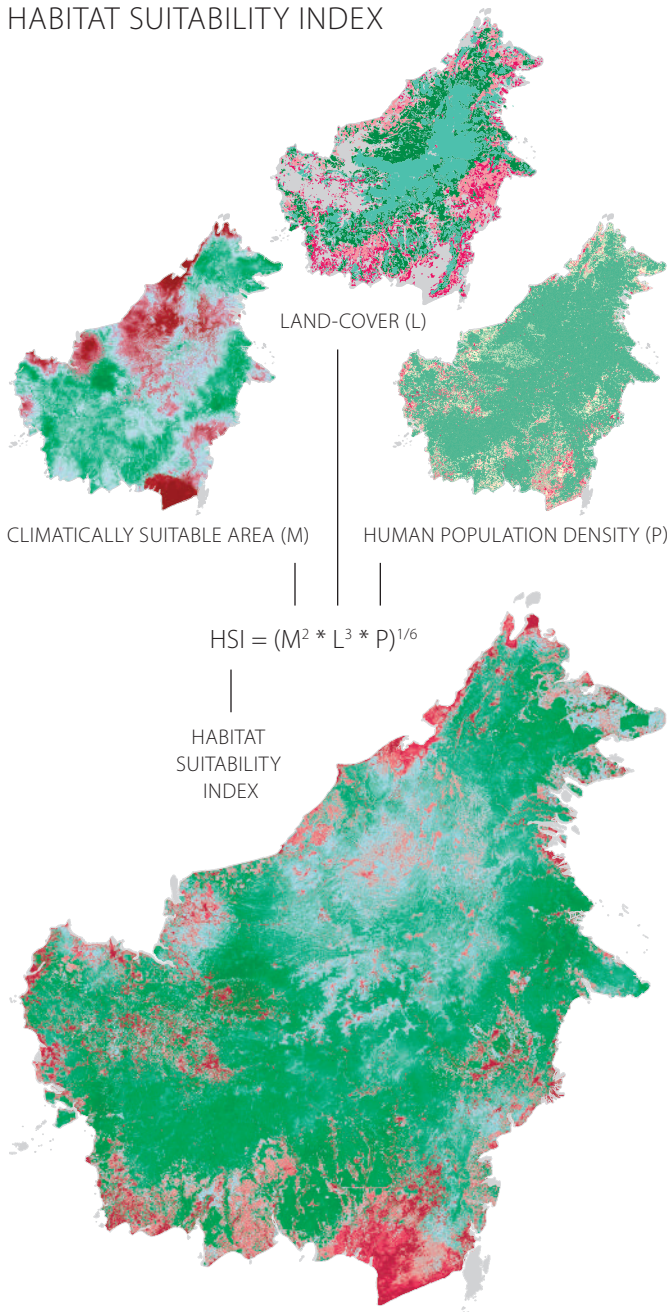 HABITAT SUITABILITY INDEX
LAND-COVER (L)
CLIMATICALLY SUITABLE AREA (M)
HUMAN POPULATION DENSITY (P)
HSI = (M² * L³ * P)¹/⁶
HABITAT
SUITABILITY
INDEX